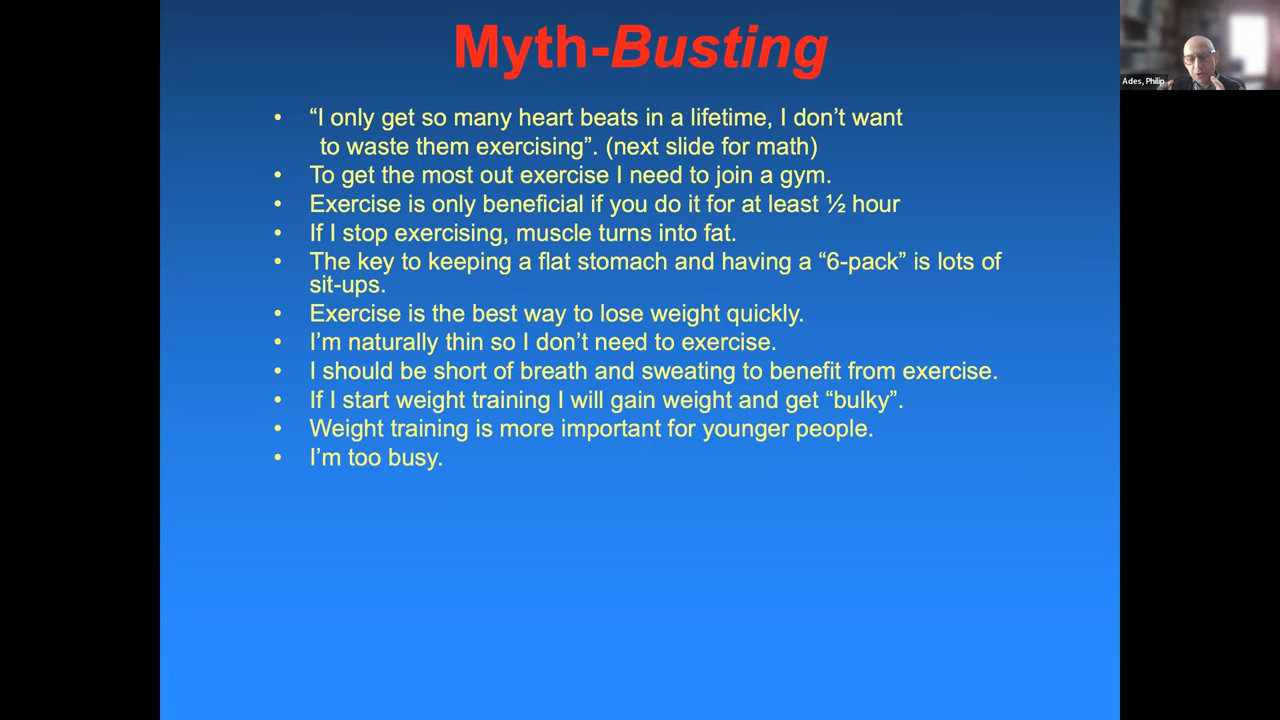 Myth-Busting
• “I only get so many heart beats in a lifetime, I don’t want
to waste them exercising”. (next slide for math)
• To get the most out exercise I need to join a gym.
• Exercise is only beneficial if you do it for at least ½ hour
• If I stop exercising, muscle turns into fat.
• The key to keeping a flat stomach and having a “6-pack” is lots of
sit-ups.
• Exercise is the best way to lose weight quickly.
• I’m naturally thin so I don’t need to exercise.
• I should be short of breath and sweating to benefit from exercise.
• If I start weight training I will gain weight and get “bulky”.
• Weight training is more important for younger people.
• I’m too busy.
Ades, Philip